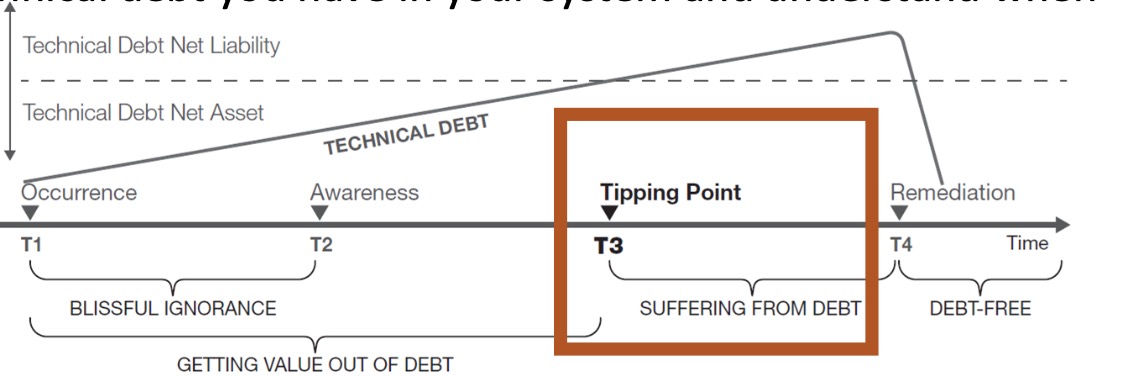 technical debt you have in your system and understand when
Technical Debt Net Liability
Technical Debt Net Asset
TECHNICAL DEBT
Occurrence Awareness Tipping Point Remediation
T1 T2 T3 T4 Time
BLISSFUL IGNORANCE SUFFERING FROM DEBT DEBT-FREE
GETTING VALUE OUT OF DEBT